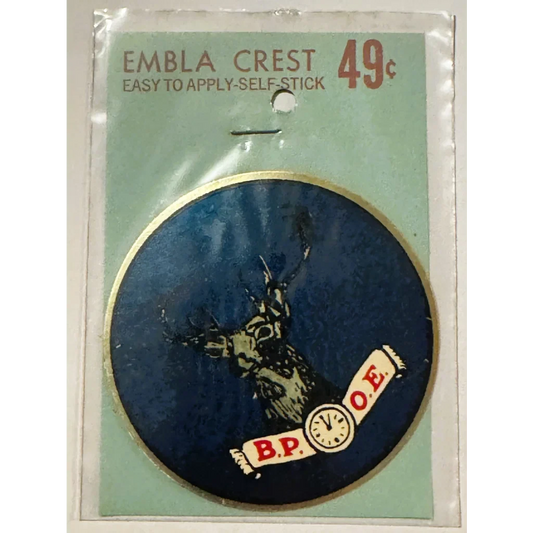 EMBLA CREST 49¢
EASY TO APPLY-SELF-STICK
B.P. O.E.